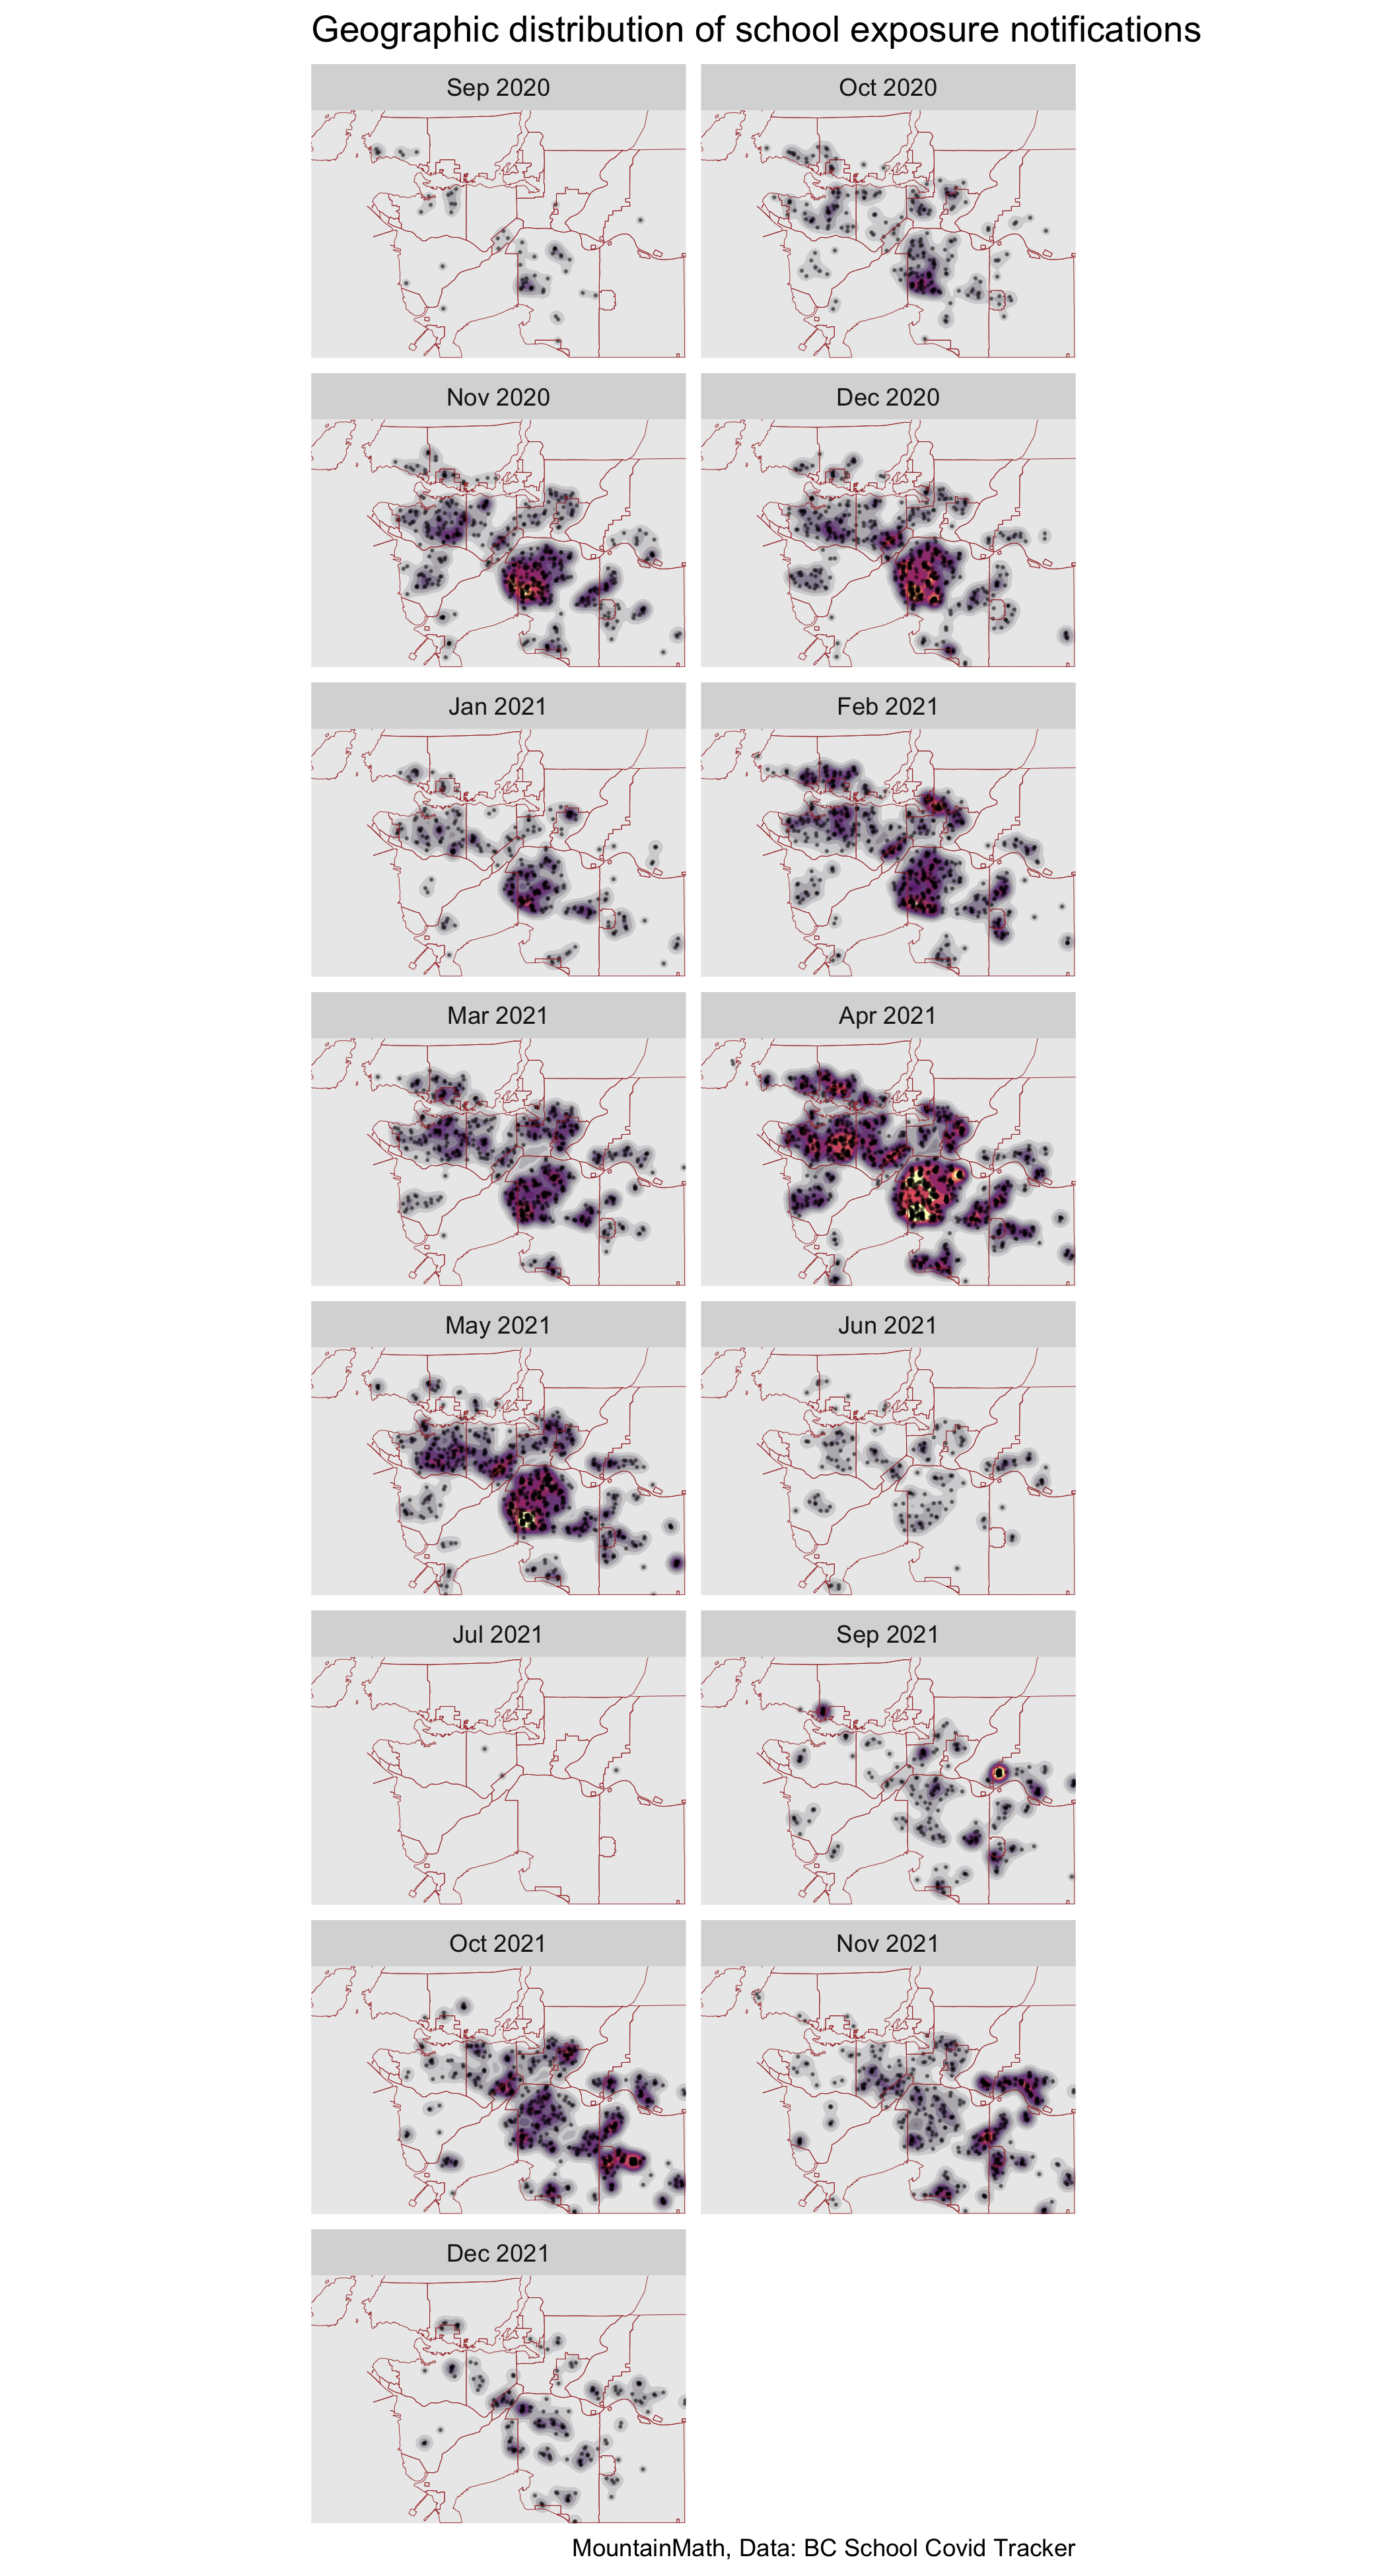 Geographic distribution of school exposure notifications
Sep 2020
Oct 2020
Nov 2020
Dec 2020
Jan 2021
Feb 2021
Mar 2021
Apr 2021
May 2021
Jun 2021
Jul 2021
Sep 2021
Oct 2021
Nov 2021
Dec 2021
MountainMath, Data: BC School Covid Tracker